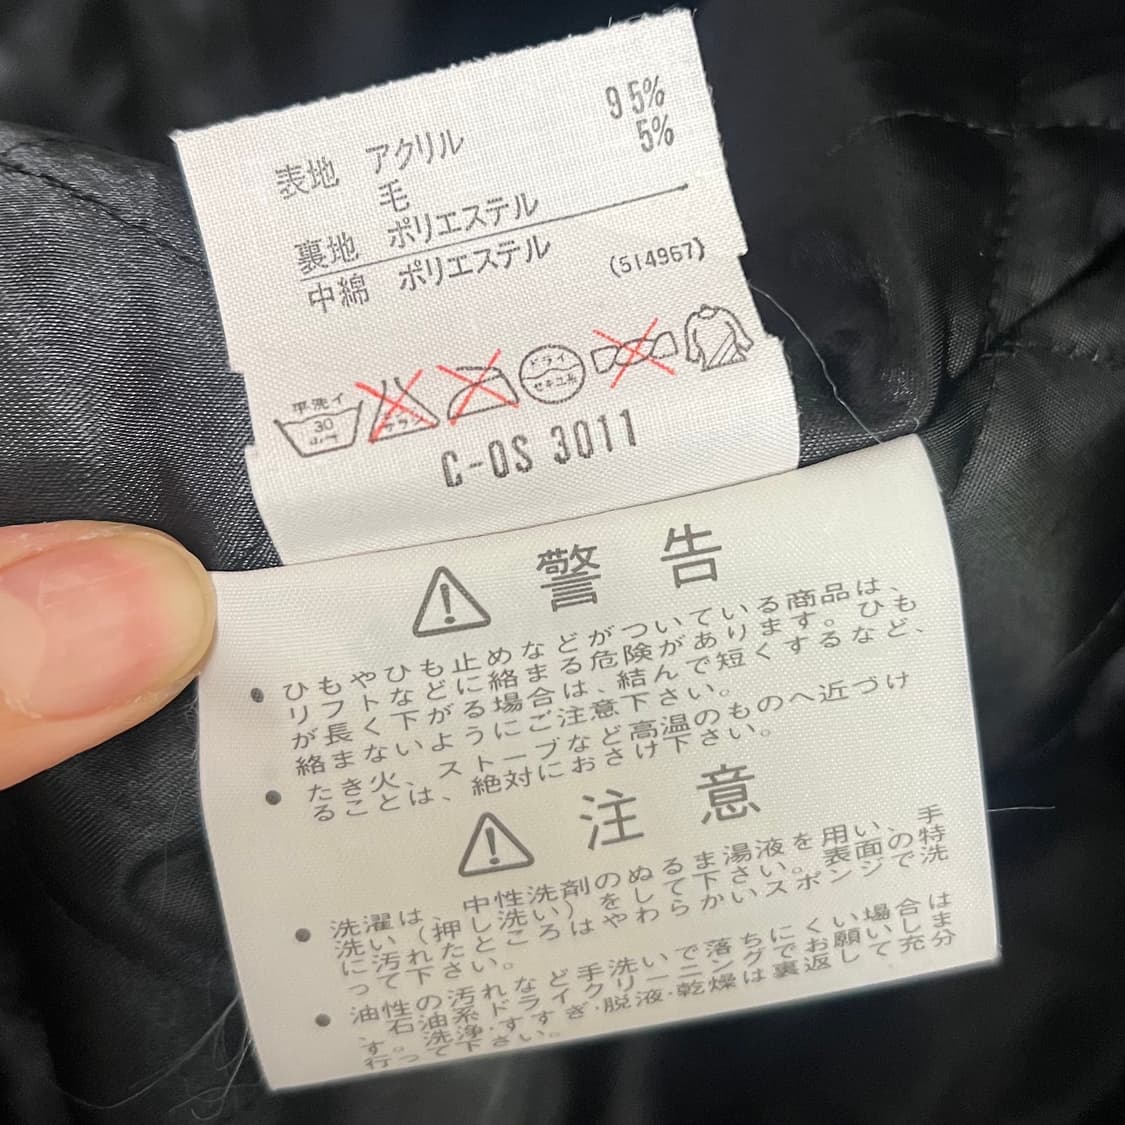 表地 アクリル 95%
毛 5%
裏地 ポリエステル
中綿 ポリエステル
(514967)
手洗イ
30
中性
エンソ
サラシ
ドライ
セキユ系
C-OS 3011
警告
● ひもやひも止めなどがついている商品は、
リフトなどに絡まる危険があります。ひも
が長く下がる場合は、結んで短くするなど、
絡まないようにご注意下さい。
● たき火、ストーブなど高温のものへ近づけ
ることは、絶対におさけ下さい。
注意
● 洗濯は、中性洗剤のぬるま湯液を用い、手
洗い（押し洗い）をして下さい。表面の特
に汚れたところはやわらかいスポンジで洗
って下さい。
● 油性の汚れなど手洗いで落ちにくい場合は
、石油系ドライクリーニングでお願いしま
す。洗浄・すすぎ・脱液・乾燥は裏返して充分
行って下さい。